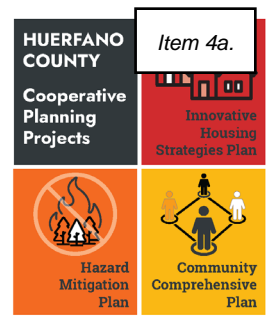 HUERFANO
COUNTY
Cooperative
Planning
Projects
Item 4a.
Innovative
Housing
Strategies Plan
Hazard
Mitigation
Plan
Community
Comprehensive
Plan